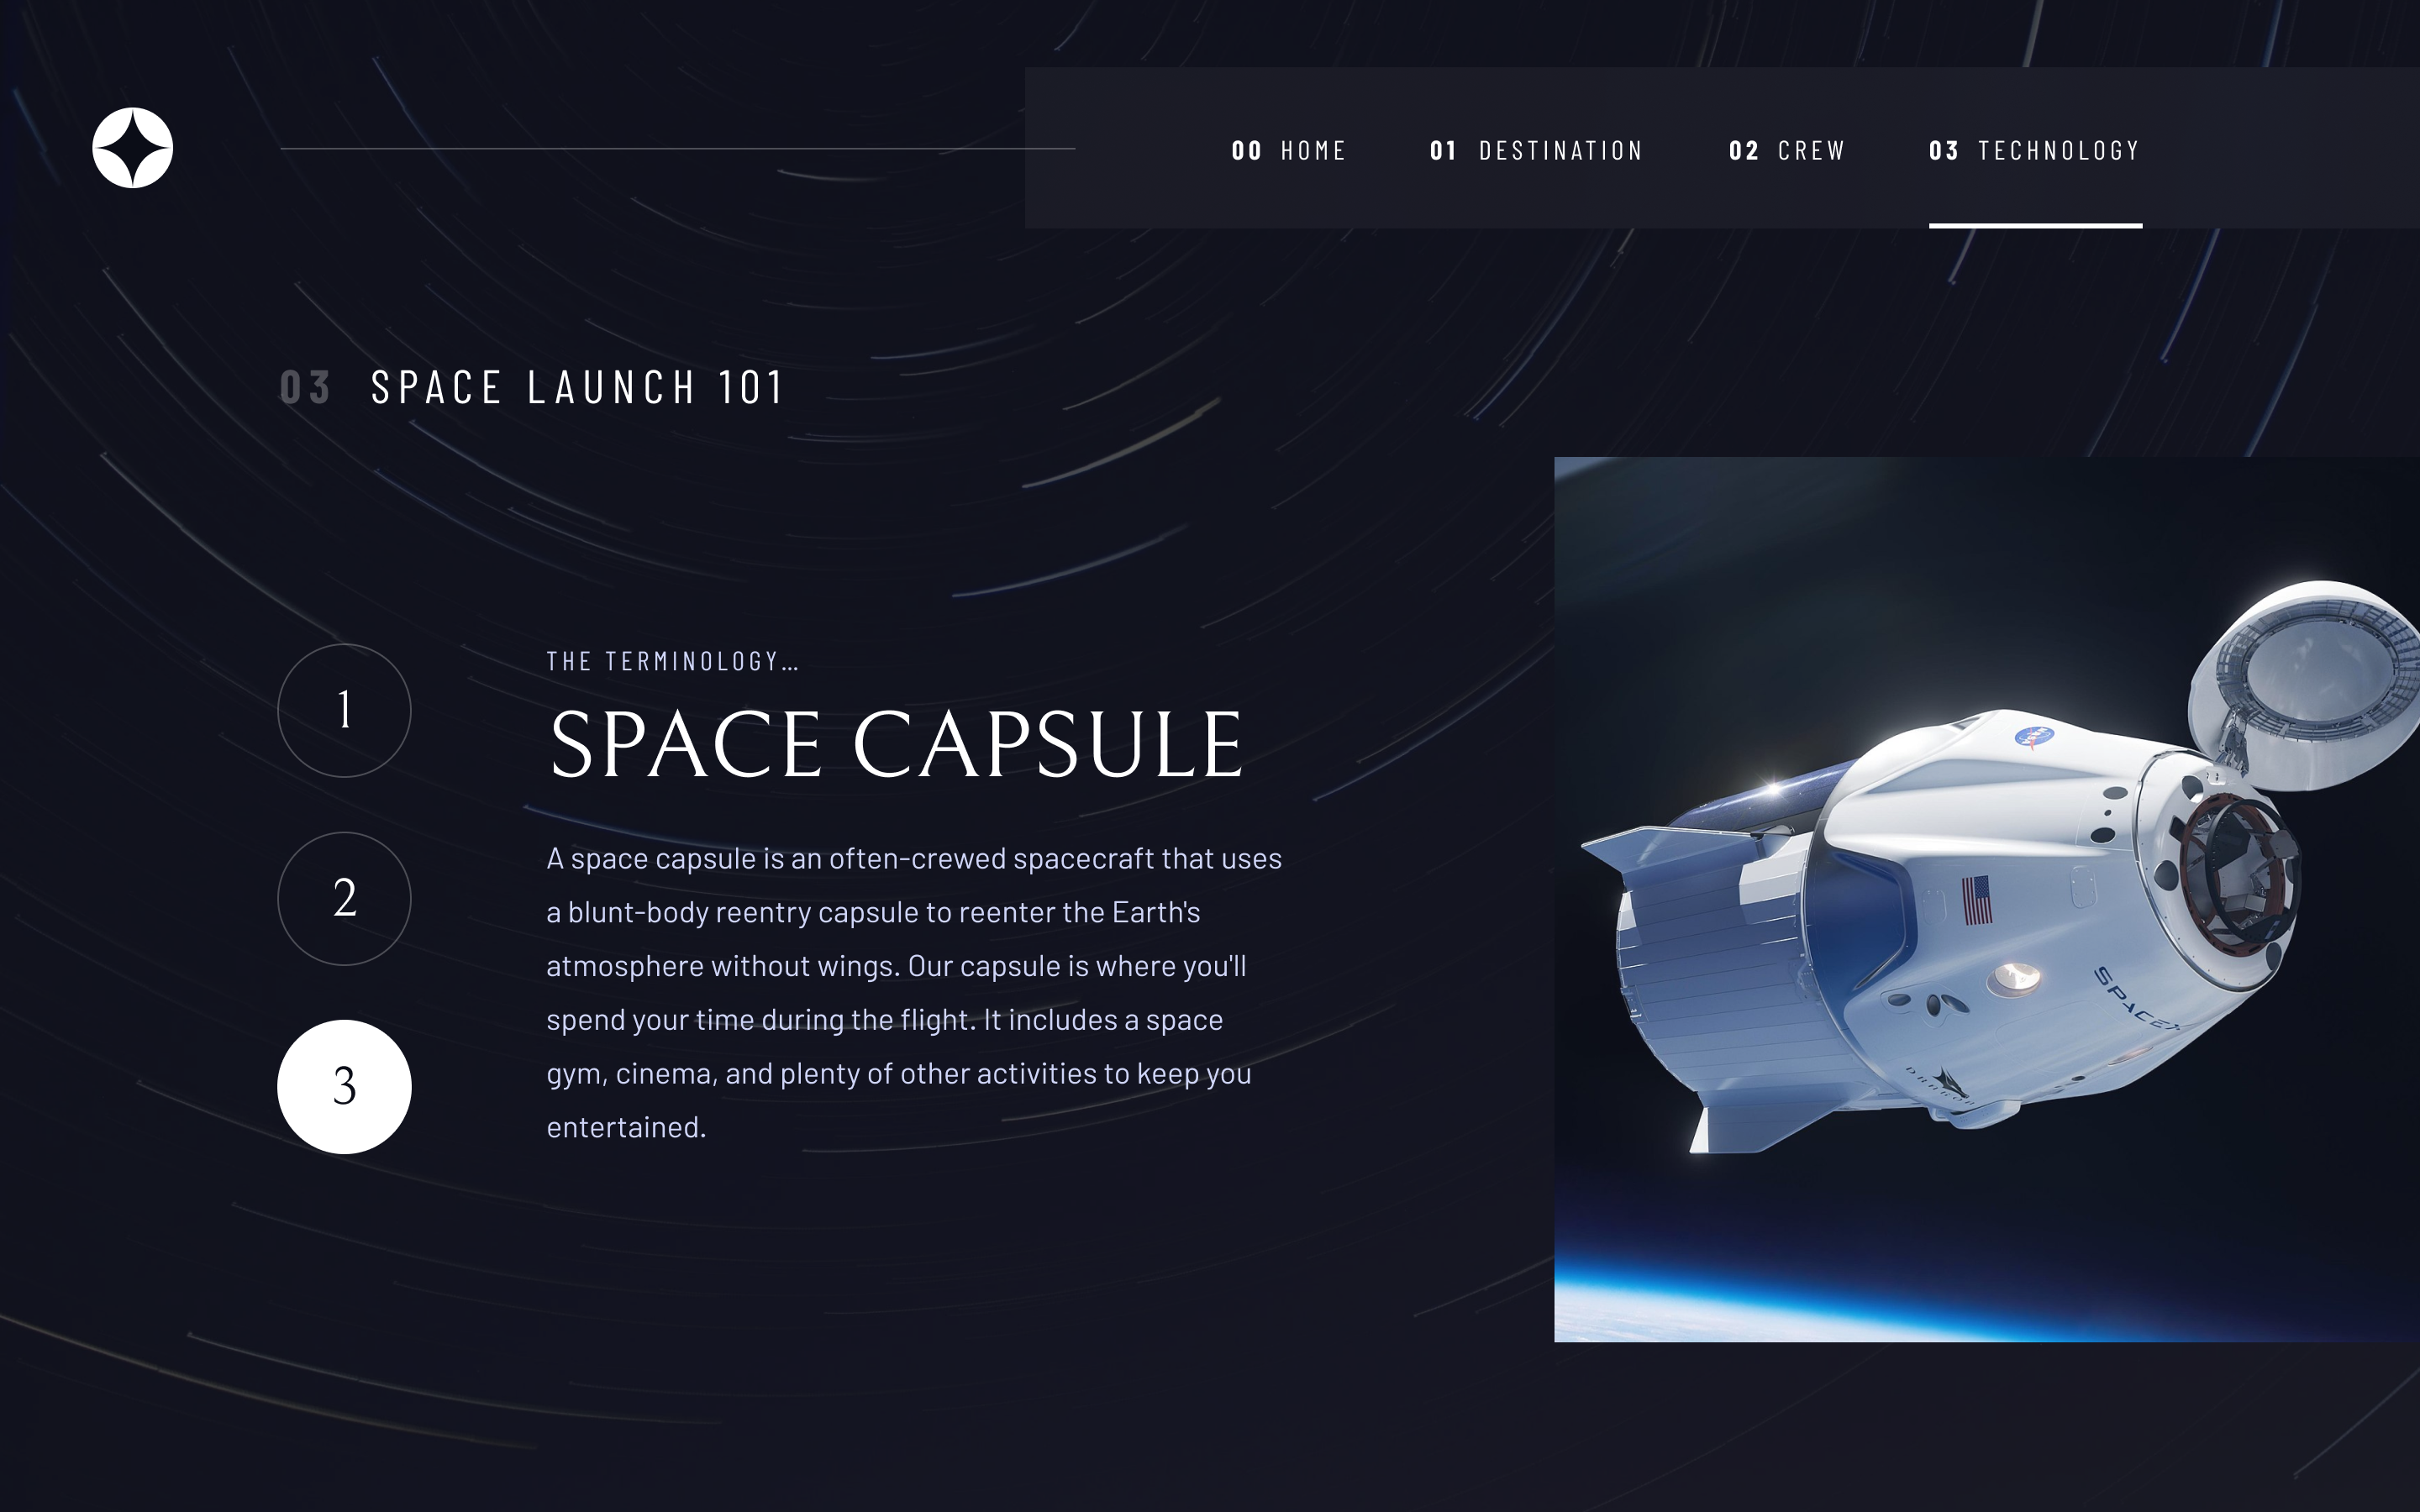 00 HOME 01 DESTINATION 02 CREW 03 TECHNOLOGY
03 SPACE LAUNCH 101
THE TERMINOLOGY…
SPACE CAPSULE
1
2
3
A space capsule is an often-crewed spacecraft that uses
a blunt-body reentry capsule to reenter the Earth's
atmosphere without wings. Our capsule is where you'll
spend your time during the flight. It includes a space
gym, cinema, and plenty of other activities to keep you
entertained.
NASA
SPACEX
DRAGON